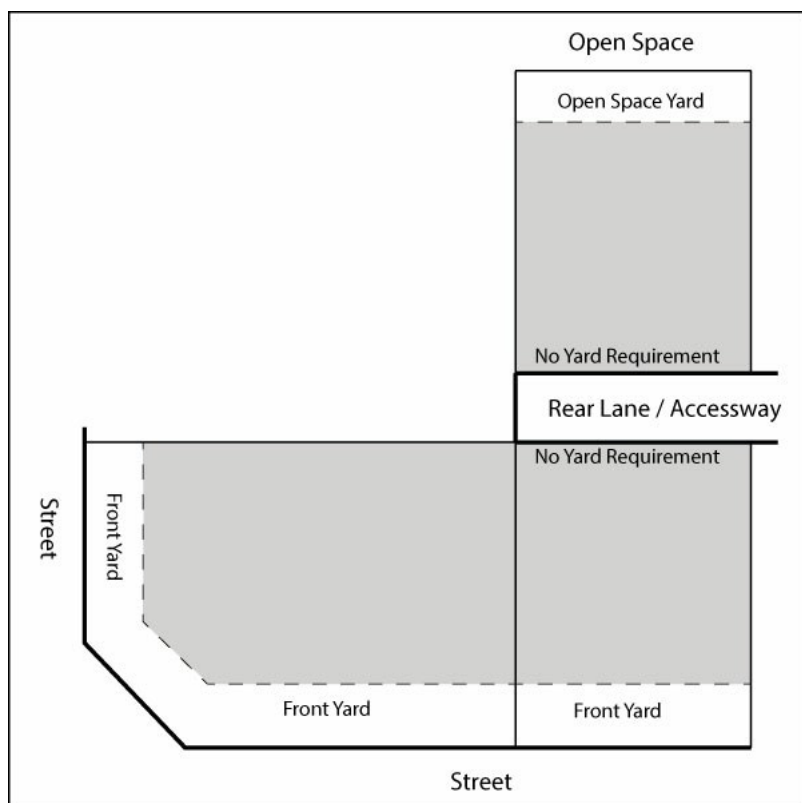 Open Space
Open Space Yard
No Yard Requirement
Rear Lane / Accessway
No Yard Requirement
Street
Front Yard
Front Yard
Front Yard
Street